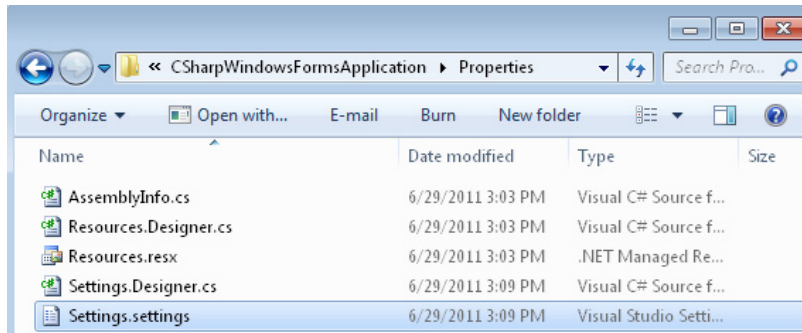 « CSharpWindowsFormsApplication ▸ Properties Search Pro...
Organize Open with... E-mail Burn New folder
Name Date modified Type Size
AssemblyInfo.cs 6/29/2011 3:03 PM Visual C# Source f...
Resources.Designer.cs 6/29/2011 3:03 PM Visual C# Source f...
Resources.resx 6/29/2011 3:03 PM .NET Managed Re...
Settings.Designer.cs 6/29/2011 3:09 PM Visual C# Source f...
Settings.settings 6/29/2011 3:09 PM Visual Studio Setti...